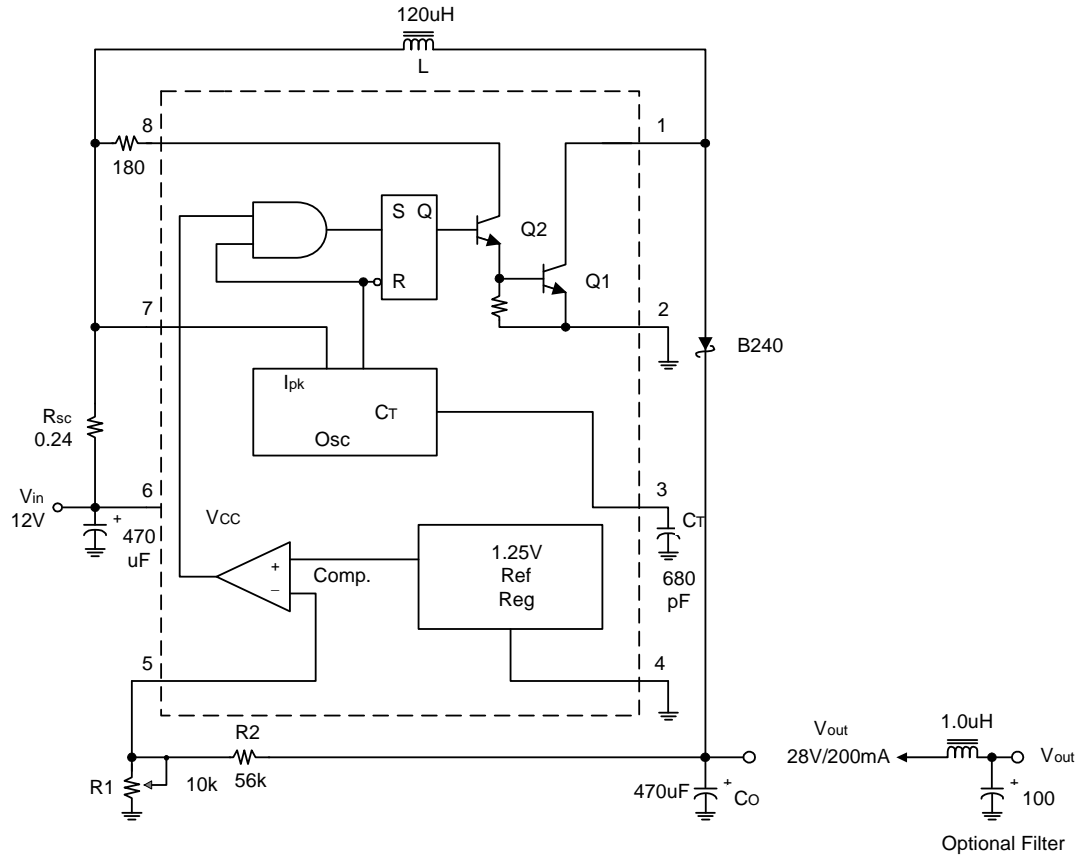 120uH
L
8
1
180
S Q
Q2
R
Q1
7
2
B240
Ipk
CT
Osc
Rsc
0.24
Vin
12V
6
3
VCC
CT
+
470
uF
680
pF
+
−
Comp.
1.25V
Ref
Reg
5
4
R2
56k
R1
10k
470uF
+
CO
Vout
28V/200mA
1.0uH
Vout
+
100
Optional Filter